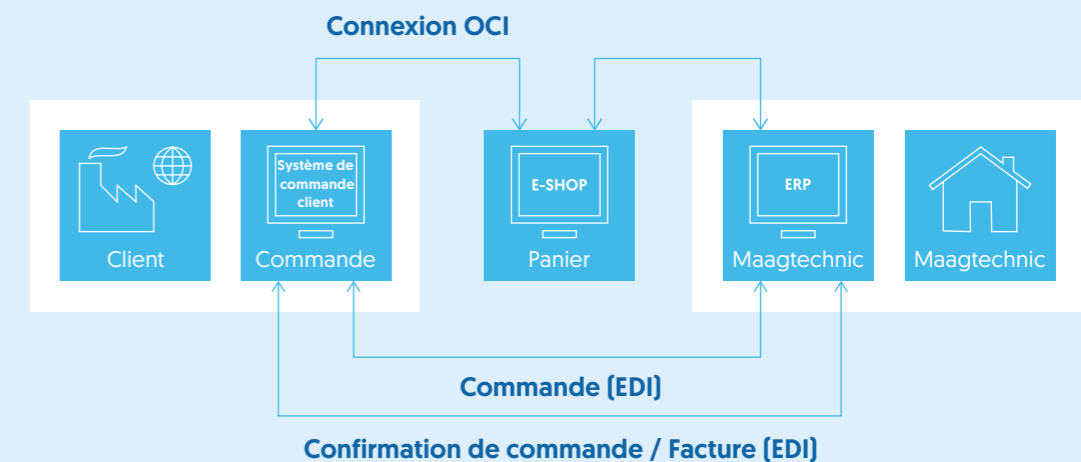 Connexion OCI
Système de
commande
client
E-SHOP
ERP
Client
Commande
Panier
Maagtechnic
Maagtechnic
Commande (EDI)
Confirmation de commande / Facture (EDI)